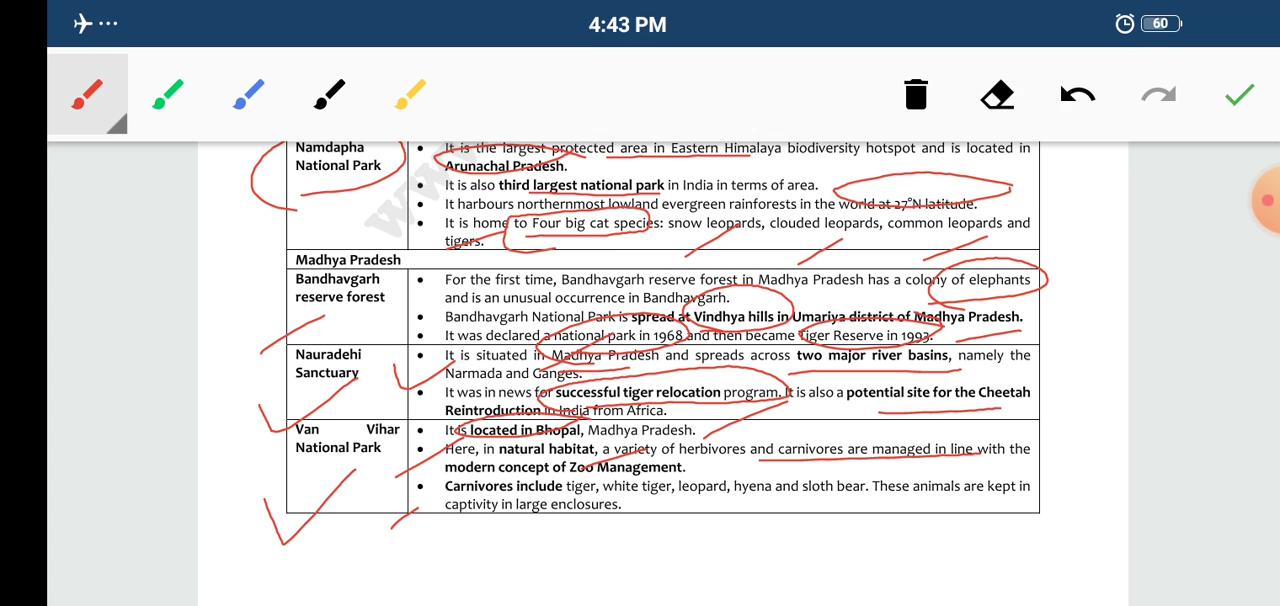 4:43 PM
60
Namdapha
National Park
• It is the largest protected area in Eastern Himalaya biodiversity hotspot and is located in
Arunachal Pradesh.
• It is also third largest national park in India in terms of area.
• It harbours northernmost lowland evergreen rainforests in the world at 27°N latitude.
• It is home to Four big cat species: snow leopards, clouded leopards, common leopards and
tigers.
Madhya Pradesh
Bandhavgarh
reserve forest
• For the first time, Bandhavgarh reserve forest in Madhya Pradesh has a colony of elephants
and is an unusual occurrence in Bandhavgarh.
• Bandhavgarh National Park is spread at Vindhya hills in Umariya district of Madhya Pradesh.
• It was declared a national park in 1968 and then became Tiger Reserve in 1993.
Nauradehi
Sanctuary
• It is situated in Madhya Pradesh and spreads across two major river basins, namely the
Narmada and Ganges.
• It was in news for successful tiger relocation program. It is also a potential site for the Cheetah
Reintroduction in India from Africa.
Van Vihar
National Park
• It is located in Bhopal, Madhya Pradesh.
• Here, in natural habitat, a variety of herbivores and carnivores are managed in line with the
modern concept of Zoo Management.
• Carnivores include tiger, white tiger, leopard, hyena and sloth bear. These animals are kept in
captivity in large enclosures.